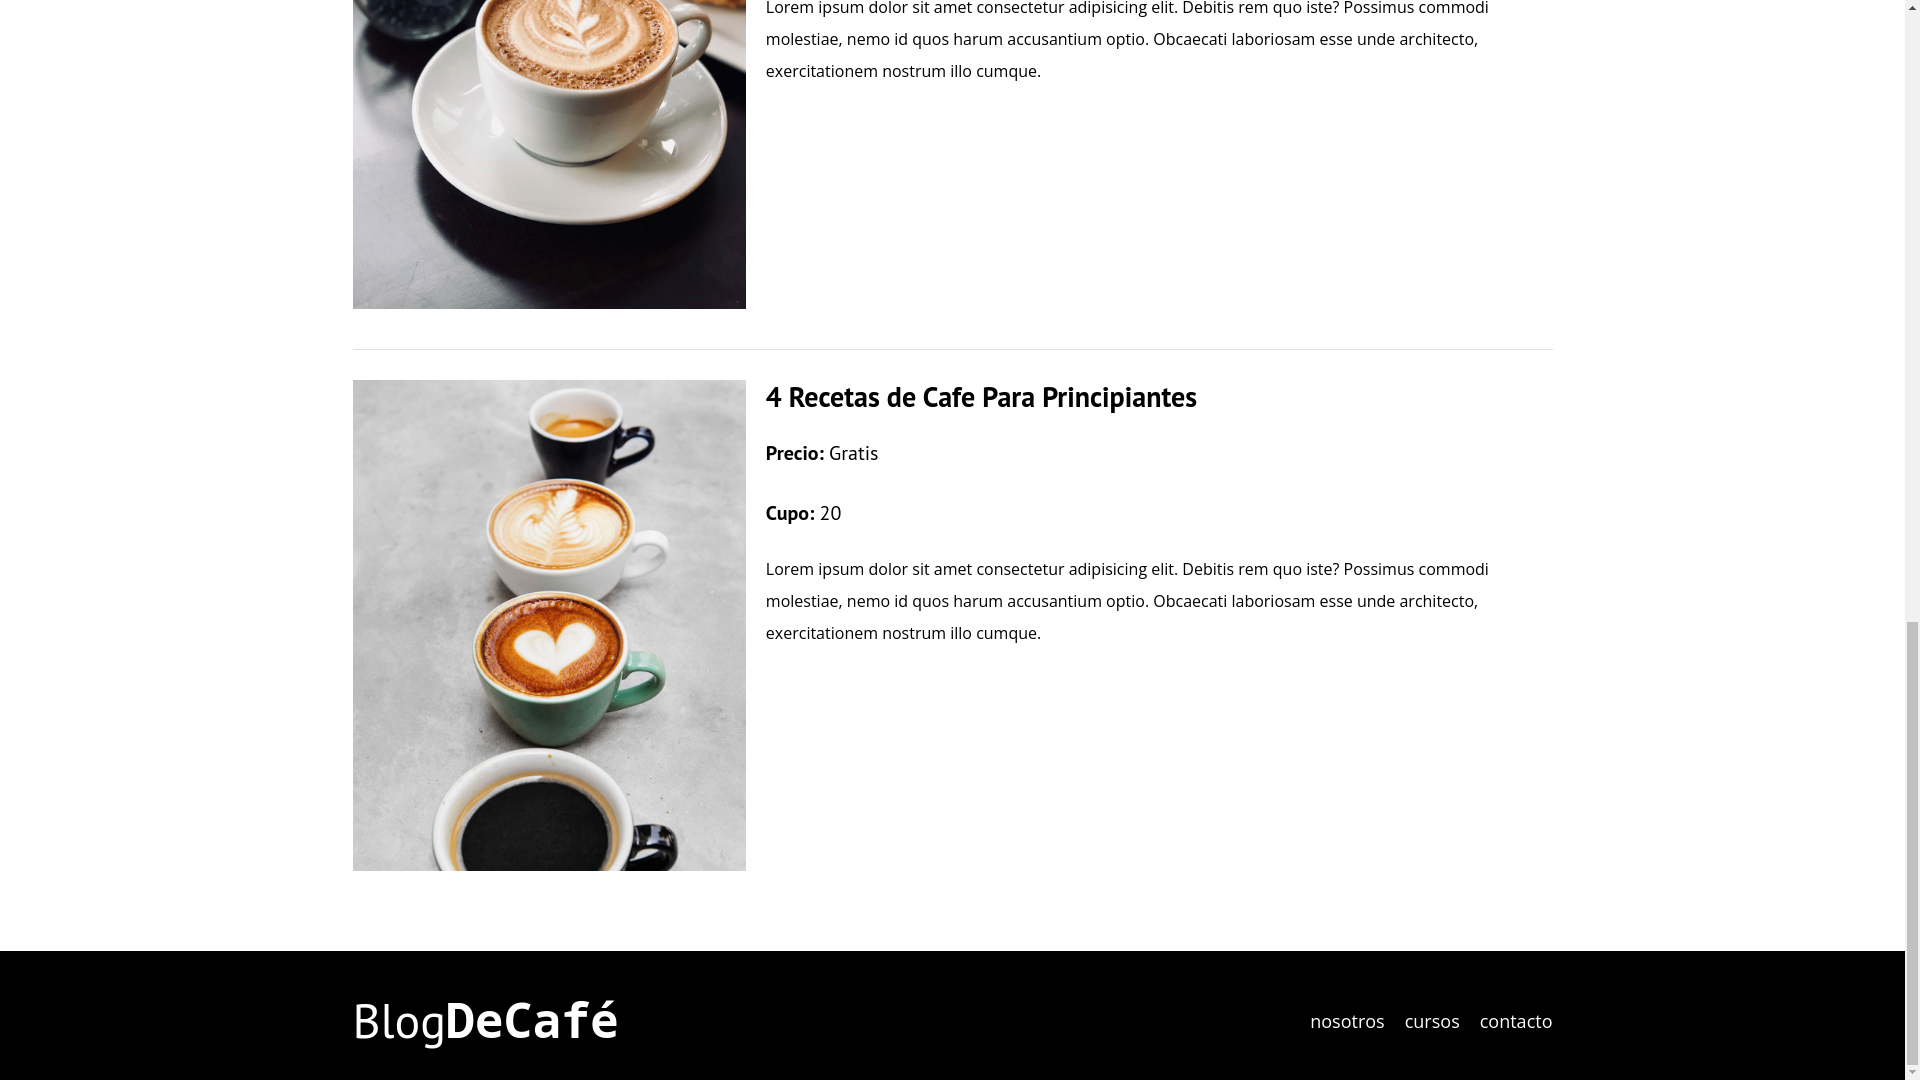 Lorem ipsum dolor sit amet consectetur adipisicing elit. Debitis rem quo iste? Possimus commodi
molestiae, nemo id quos harum accusantium optio. Obcaecati laboriosam esse unde architecto,
exercitationem nostrum illo cumque.
4 Recetas de Cafe Para Principiantes
Precio: Gratis
Cupo: 20
Lorem ipsum dolor sit amet consectetur adipisicing elit. Debitis rem quo iste? Possimus commodi
molestiae, nemo id quos harum accusantium optio. Obcaecati laboriosam esse unde architecto,
exercitationem nostrum illo cumque.
BlogDeCafé
nosotros cursos contacto